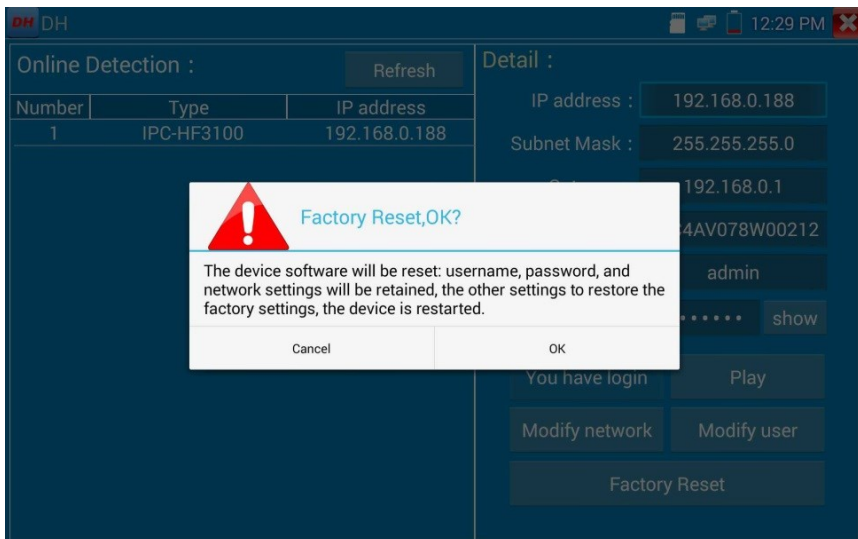 DH DH
12:29 PM
Online Detection :
Refresh
Number Type IP address
1 IPC-HF3100 192.168.0.188
Detail :
IP address : 192.168.0.188
Subnet Mask : 255.255.255.0
192.168.0.1
4AV078W00212
admin
show
Factory Reset,OK?
The device software will be reset: username, password, and
network settings will be retained, the other settings to restore the
factory settings, the device is restarted.
Cancel OK
You have login Play
Modify network Modify user
Factory Reset